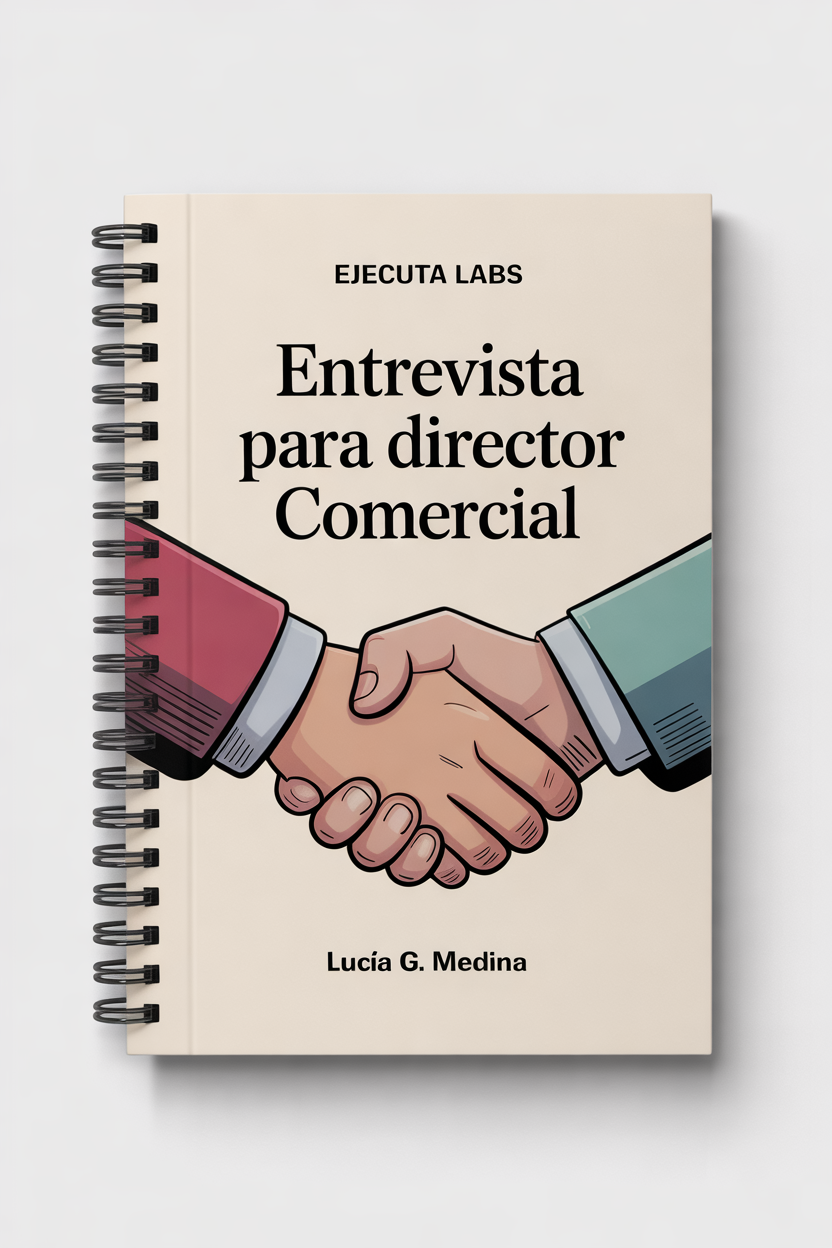 EJECUTA LABS
Entrevista
para director
Comercial
Lucía G. Medina